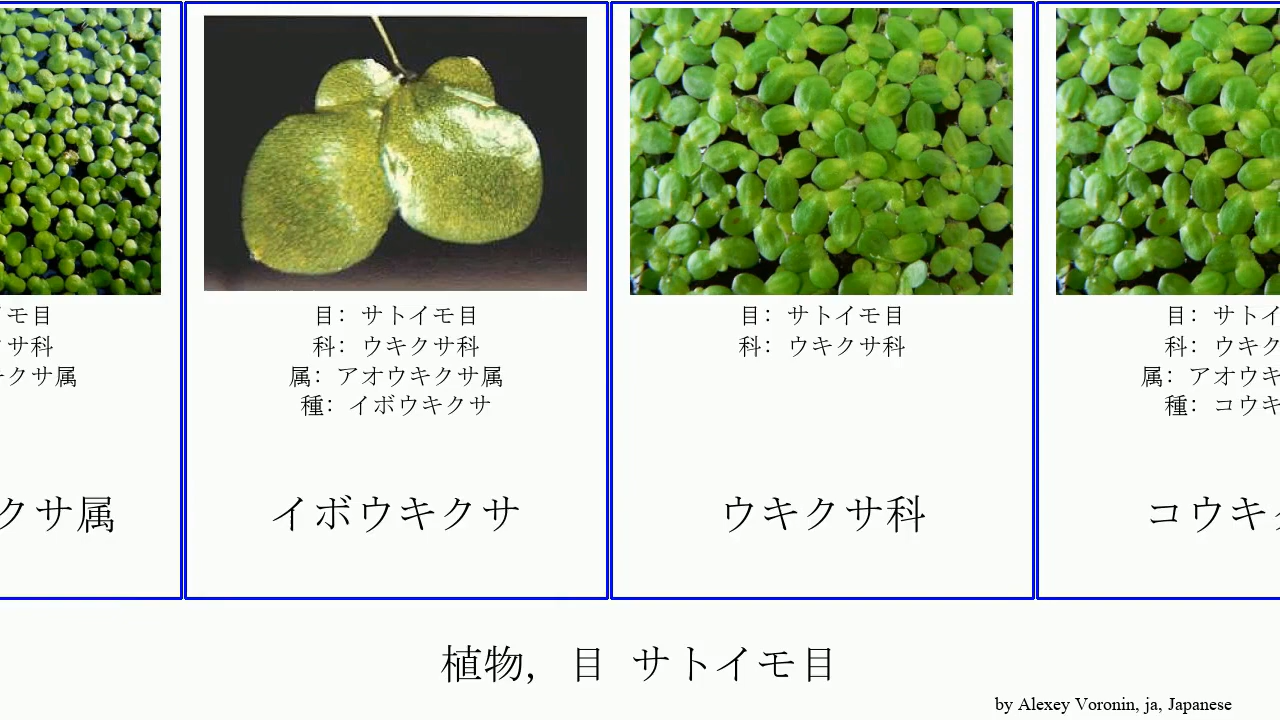 モ目
サ科
クサ属
クサ属
目: サトイモ目
科: ウキクサ科
属: アオウキクサ属
種: イボウキクサ
イボウキクサ
目: サトイモ目
科: ウキクサ科
ウキクサ科
目: サトイ
科: ウキク
属: アオウキ
種: コウキ
コウキ
植物, 目 サトイモ目
by Alexey Voronin, ja, Japanese